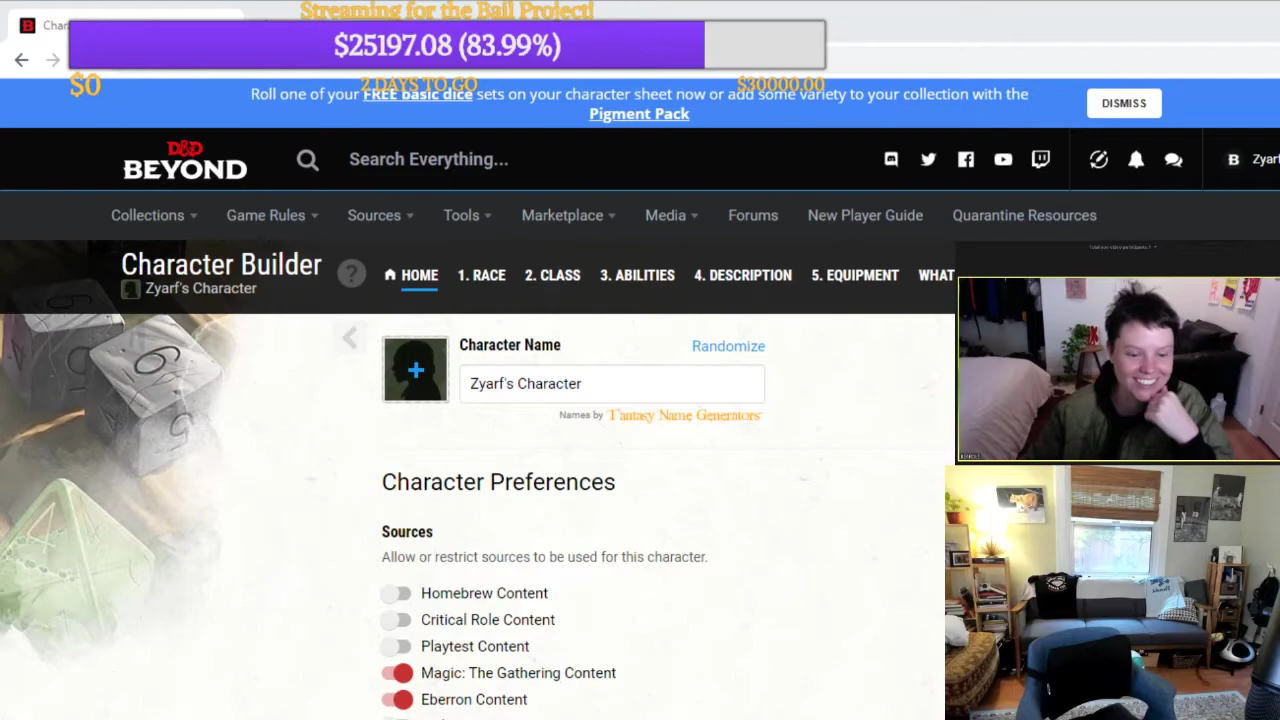 Streaming for the Bail Project!
Char
$25197.08 (83.99%)
$0
2 DAYS TO GO
$30000.00
Roll one of your FREE basic dice sets on your character sheet now or add some variety to your collection with the
Pigment Pack
DISMISS
D&D
BEYOND
Search Everything...
Zyarf
Collections
Game Rules
Sources
Tools
Marketplace
Media
Forums
New Player Guide
Quarantine Resources
Character Builder
Zyarf's Character
?
HOME
1. RACE
2. CLASS
3. ABILITIES
4. DESCRIPTION
5. EQUIPMENT
WHAT
Character Name
Randomize
Zyarf's Character
Names by Fantasy Name Generators
Character Preferences
Sources
Allow or restrict sources to be used for this character.
Homebrew Content
Critical Role Content
Playtest Content
Magic: The Gathering Content
Eberron Content